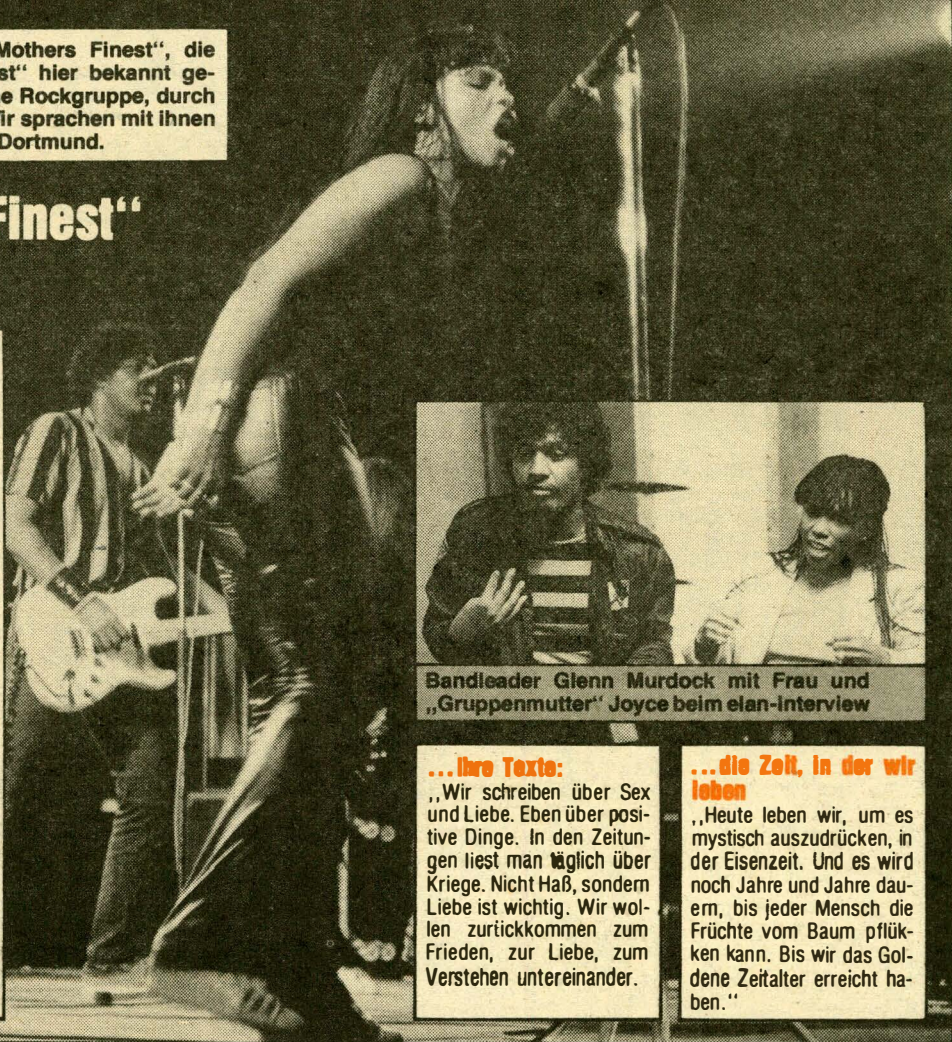 Mothers Finest“, die
st“ hier bekannt ge-
e Rockgruppe, durch
ir sprachen mit ihnen
Dortmund.
Finest“
Bandleader Glenn Murdock mit Frau und
„Gruppenmutter“ Joyce beim elan-Interview
...ihre Texte:
„Wir schreiben über Sex
und Liebe. Eben über posi-
tive Dinge. In den Zeitun-
gen liest man täglich über
Kriege. Nicht Haß, sondern
Liebe ist wichtig. Wir wol-
len zurtickkommen zum
Frieden, zur Liebe, zum
Verstehen untereinander.
...die Zeit, in der wir
leben
„Heute leben wir, um es
mystisch auszudrücken, in
der Eisenzeit. Und es wird
noch Jahre und Jahre dau-
ern, bis jeder Mensch die
Früchte vom Baum pflük-
ken kann. Bis wir das Gol-
dene Zeitalter erreicht ha-
ben.“